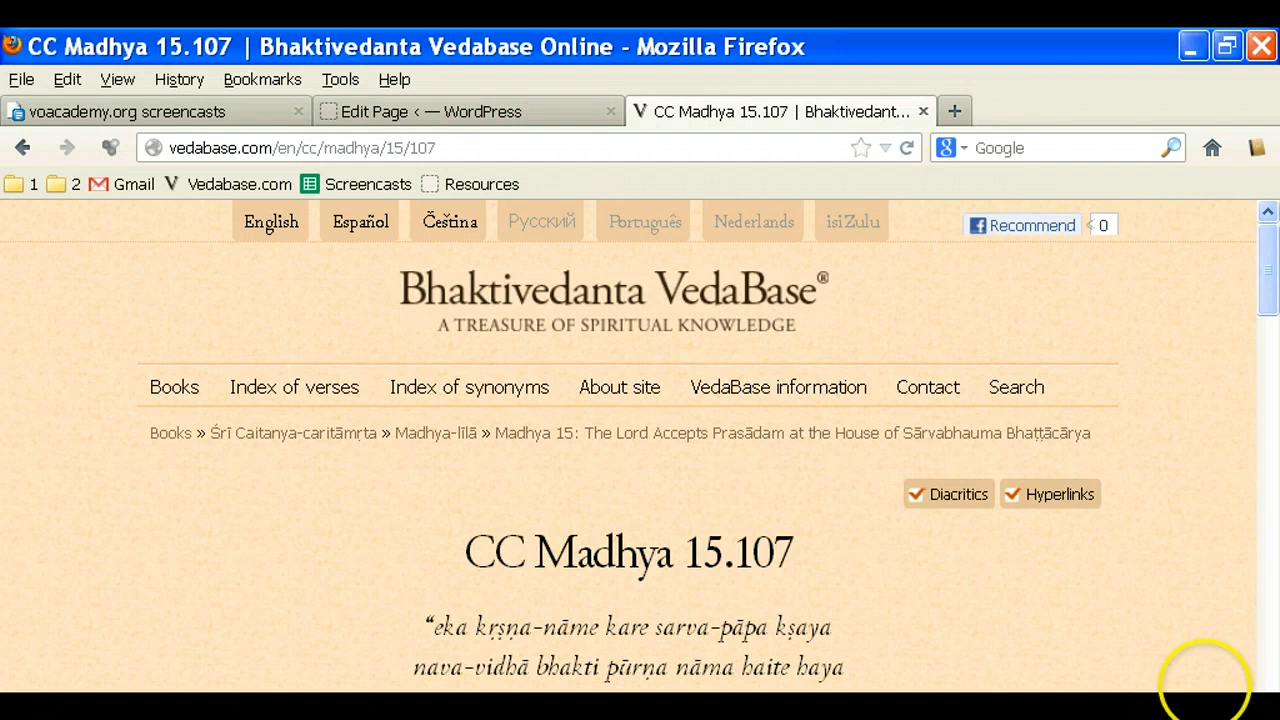 CC Madhya 15.107 | Bhaktivedanta Vedabase Online - Mozilla Firefox
File Edit View History Bookmarks Tools Help
voacademy.org screencasts Edit Page ‹ — WordPress V CC Madhya 15.107 | Bhaktivedant...
vedabase.com/en/cc/madhya/15/107 Google
1 2 Gmail V Vedabase.com Screencasts Resources
English Español Čeština Русский Português Nederlands isiZulu Recommend 0
Bhaktivedanta VedaBase®
A TREASURE OF SPIRITUAL KNOWLEDGE
Books Index of verses Index of synonyms About site VedaBase information Contact Search
Books » Śrī Caitanya-caritāmṛta » Madhya-līlā » Madhya 15: The Lord Accepts Prasādam at the House of Sārvabhauma Bhaṭṭācārya
Diacritics Hyperlinks
CC Madhya 15.107
“eka kṛṣṇa-nāme kare sarva-pāpa kṣaya
nava-vidhā bhakti pūrṇa nāma haite haya